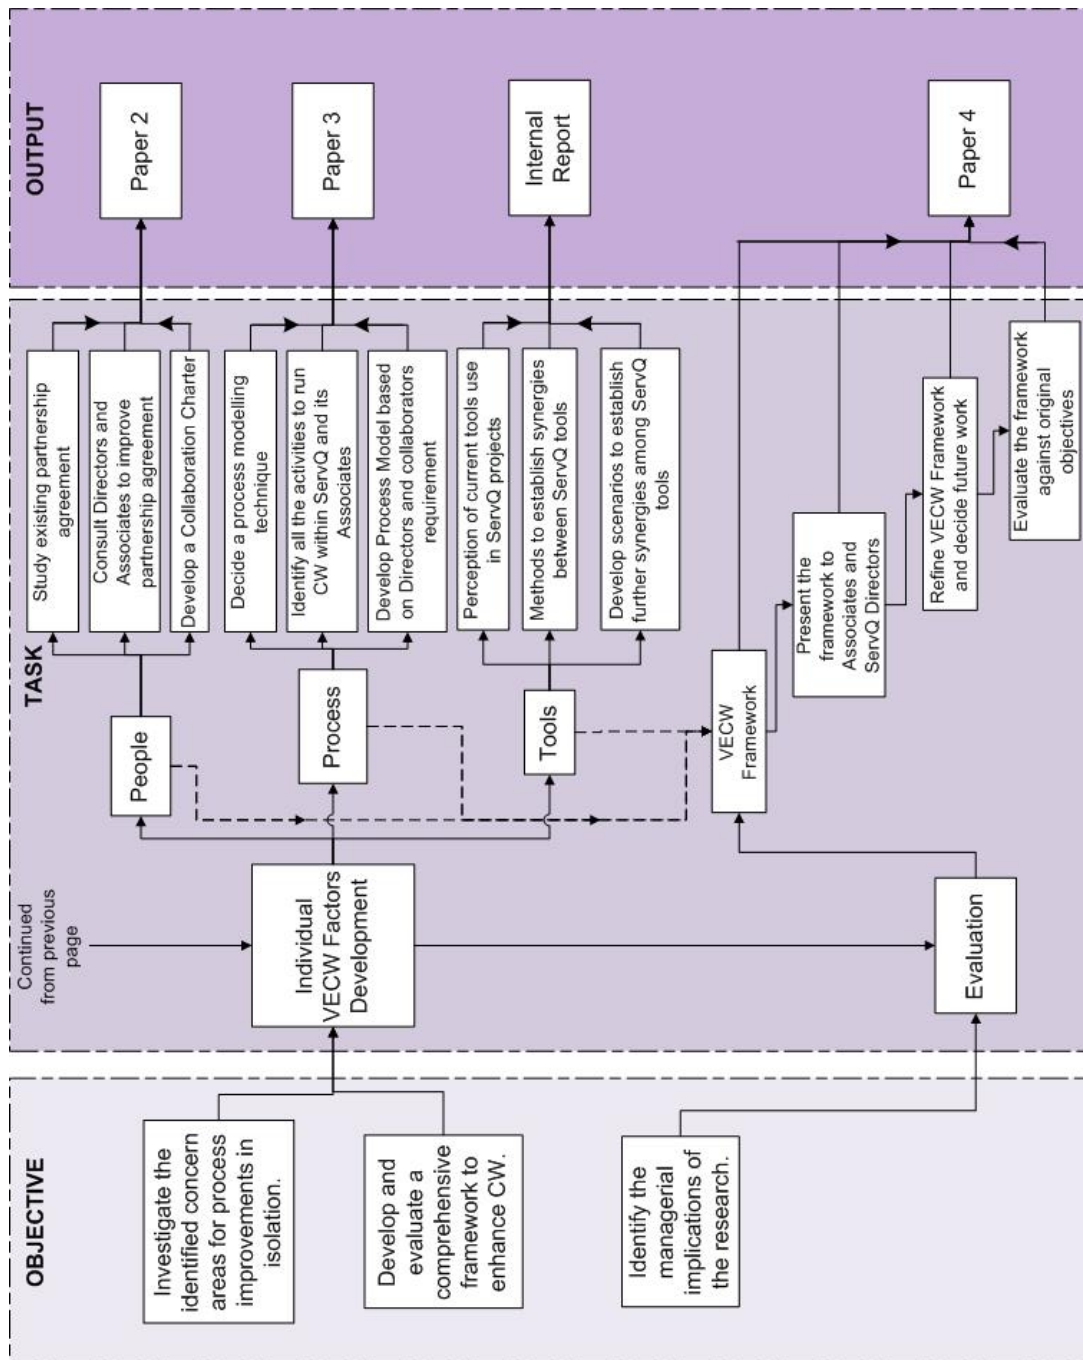 OBJECTIVE
TASK
OUTPUT
Investigate the
identified concern
areas for process
improvements in
isolation.
Develop and
evaluate a
comprehensive
framework to
enhance CW.
Identify the
managerial
implications of
the research.
Continued
from previous
page
Individual
VECW Factors
Development
Evaluation
People
Process
Tools
VECW
Framework
Study existing partnership
agreement
Consult Directors and
Associates to improve
partnership agreement
Develop a Collaboration Charter
Decide a process modelling
technique
Identify all the activities to run
CW within ServQ and its
Associates
Develop Process Model based
on Directors and collaborators
requirement
Perception of current tools use
in ServQ projects
Methods to establish synergies
between ServQ tools
Develop scenarios to establish
further synergies among ServQ
tools
Present the
framework to
Associates and
ServQ Directors
Refine VECW Framework
and decide future work
Evaluate the framework
against original
objectives
Paper 2
Paper 3
Internal
Report
Paper 4